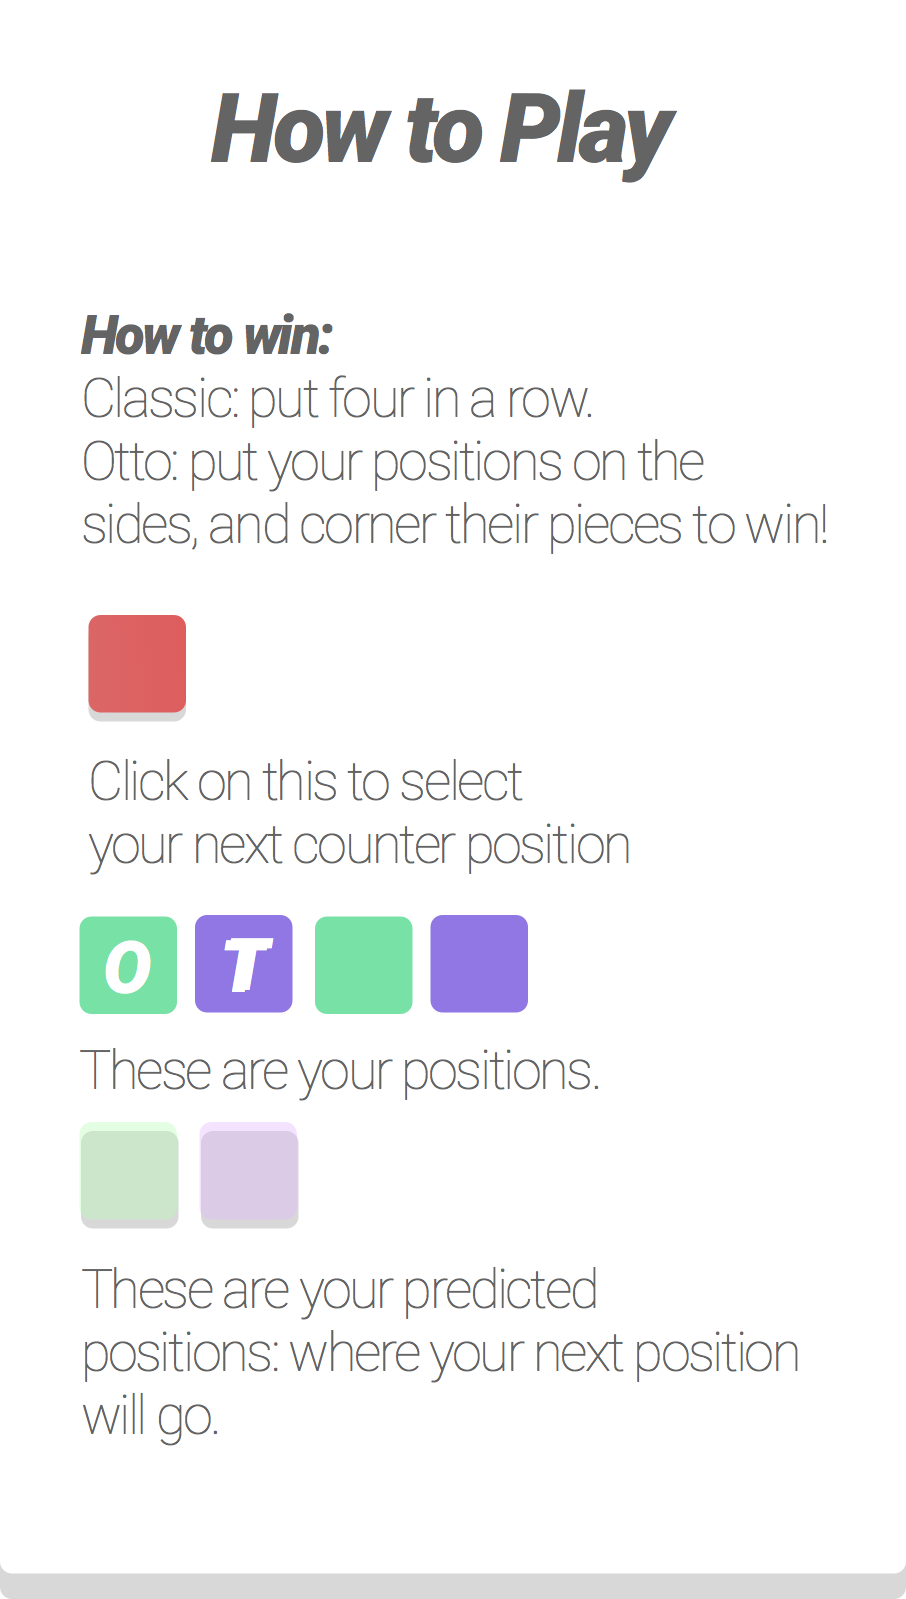 How to Play
How to win:
Classic: put four in a row.
Otto: put your positions on the
sides, and corner their pieces to win!
Click on this to select
your next counter position
O T
These are your positions.
These are your predicted
positions: where your next position
will go.